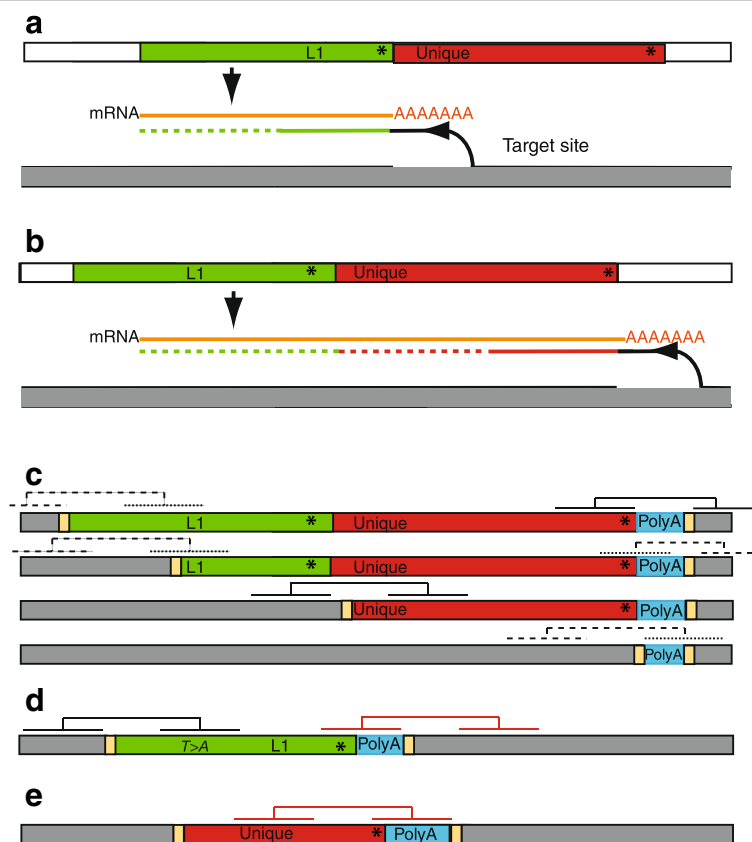 a
L1 * Unique *
mRNA AAAAAAA
Target site
b
L1 * Unique *
mRNA AAAAAAA
c
L1 * Unique * PolyA
L1 * Unique * PolyA
Unique * PolyA
PolyA
d
T>A L1 * PolyA
e
Unique * PolyA